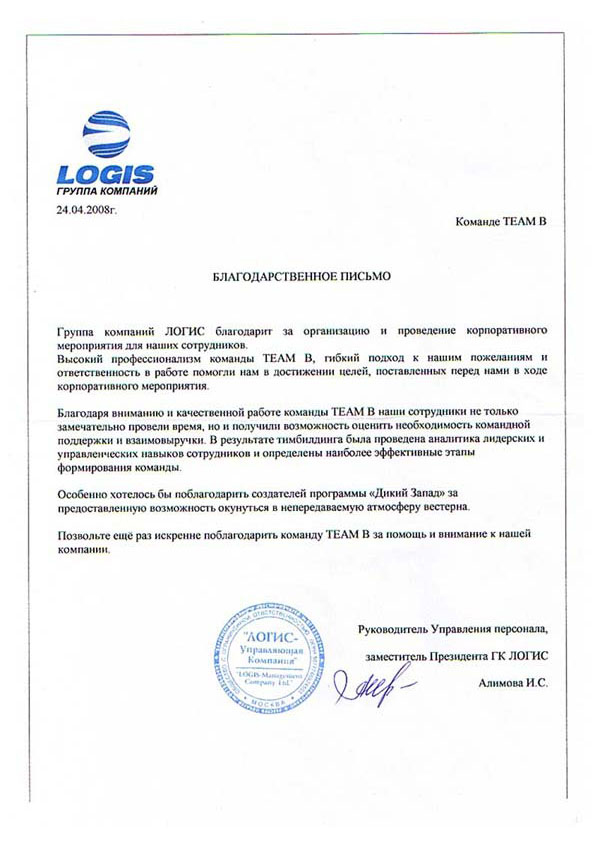 LOGIS
ГРУППА КОМПАНИЙ
24.04.2008г.
Команде TEAM B
БЛАГОДАРСТВЕННОЕ ПИСЬМО
Группа компаний ЛОГИС благодарит за организацию и проведение корпоративного
мероприятия для наших сотрудников.
Высокий профессионализм команды TEAM B, гибкий подход к нашим пожеланиям и
ответственность в работе помогли нам в достижении целей, поставленных перед нами в ходе
корпоративного мероприятия.
Благодаря вниманию и качественной работе команды TEAM B наши сотрудники не только
замечательно провели время, но и получили возможность оценить необходимость командной
поддержки и взаимовыручки. В результате тимбилдинга была проведена аналитика лидерских и
управленческих навыков сотрудников и определены наиболее эффективные этапы
формирования команды.
Особенно хотелось бы поблагодарить создателей программы «Дикий Запад» за
предоставленную возможность окунуться в непередаваемую атмосферу вестерна.
Позвольте ещё раз искренне поблагодарить команду TEAM B за помощь и внимание к нашей
компании.
Руководитель Управления персонала,
заместитель Президента ГК ЛОГИС
Алимова И.С.
"ЛОГИС-
Управляющая
Компания"
"LOGIS-Management
Company Ltd."
МОСКВА